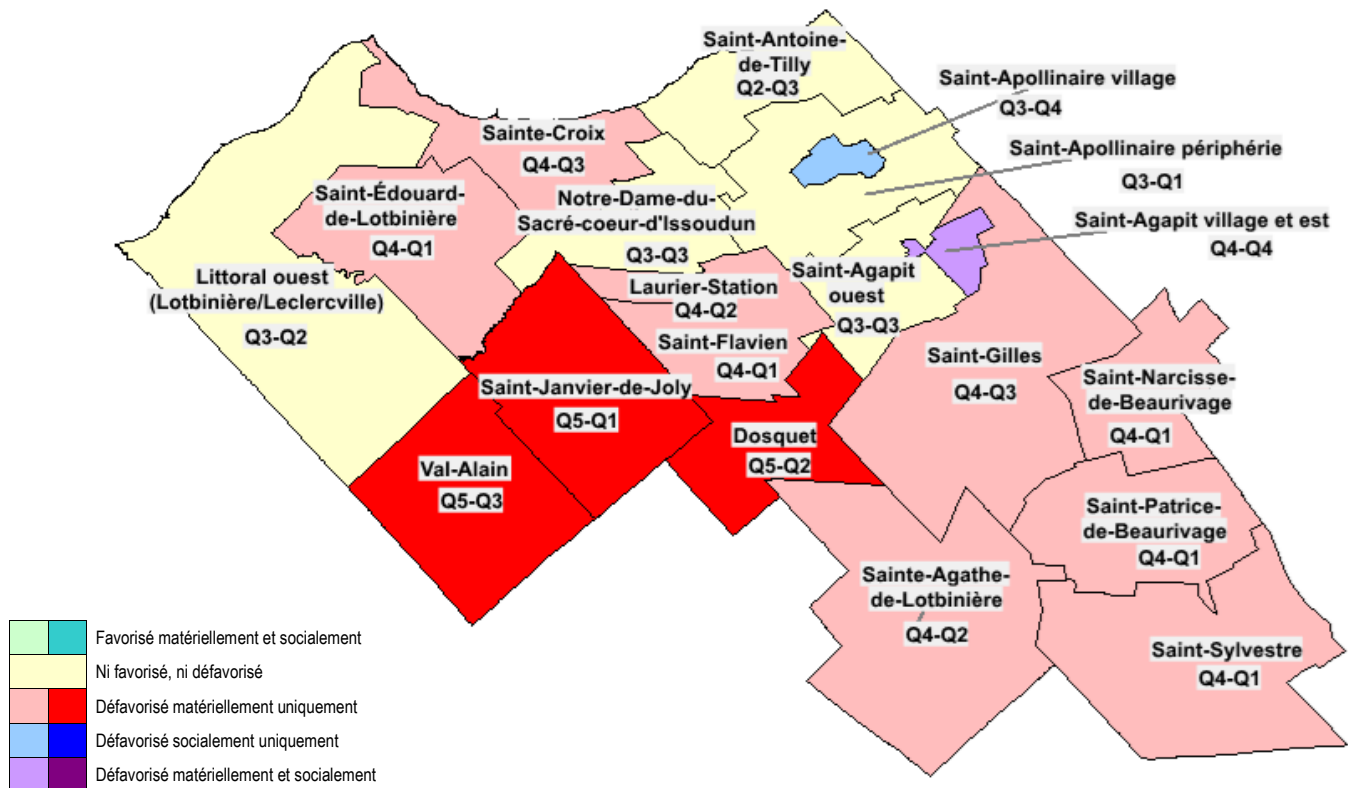 Saint-Antoine-
de-Tilly
Q2-Q3
Saint-Apollinaire village
Q3-Q4
Saint-Apollinaire périphérie
Q3-Q1
Saint-Agapit village et est
Q4-Q4
Sainte-Croix
Q4-Q3
Saint-Édouard-
de-Lotbinière
Q4-Q1
Notre-Dame-du-
Sacré-coeur-d'Issoudun
Q3-Q3
Littoral ouest
(Lotbinière/Leclercville)
Q3-Q2
Laurier-Station
Q4-Q2
Saint-Agapit
ouest
Q3-Q3
Saint-Flavien
Q4-Q1
Saint-Gilles
Q4-Q3
Saint-Narcisse-
de-Beaurivage
Q4-Q1
Saint-Janvier-de-Joly
Q5-Q1
Dosquet
Q5-Q2
Val-Alain
Q5-Q3
Saint-Patrice-
de-Beaurivage
Q4-Q1
Sainte-Agathe-
de-Lotbinière
Q4-Q2
Saint-Sylvestre
Q4-Q1
Favorisé matériellement et socialement
Ni favorisé, ni défavorisé
Défavorisé matériellement uniquement
Défavorisé socialement uniquement
Défavorisé matériellement et socialement